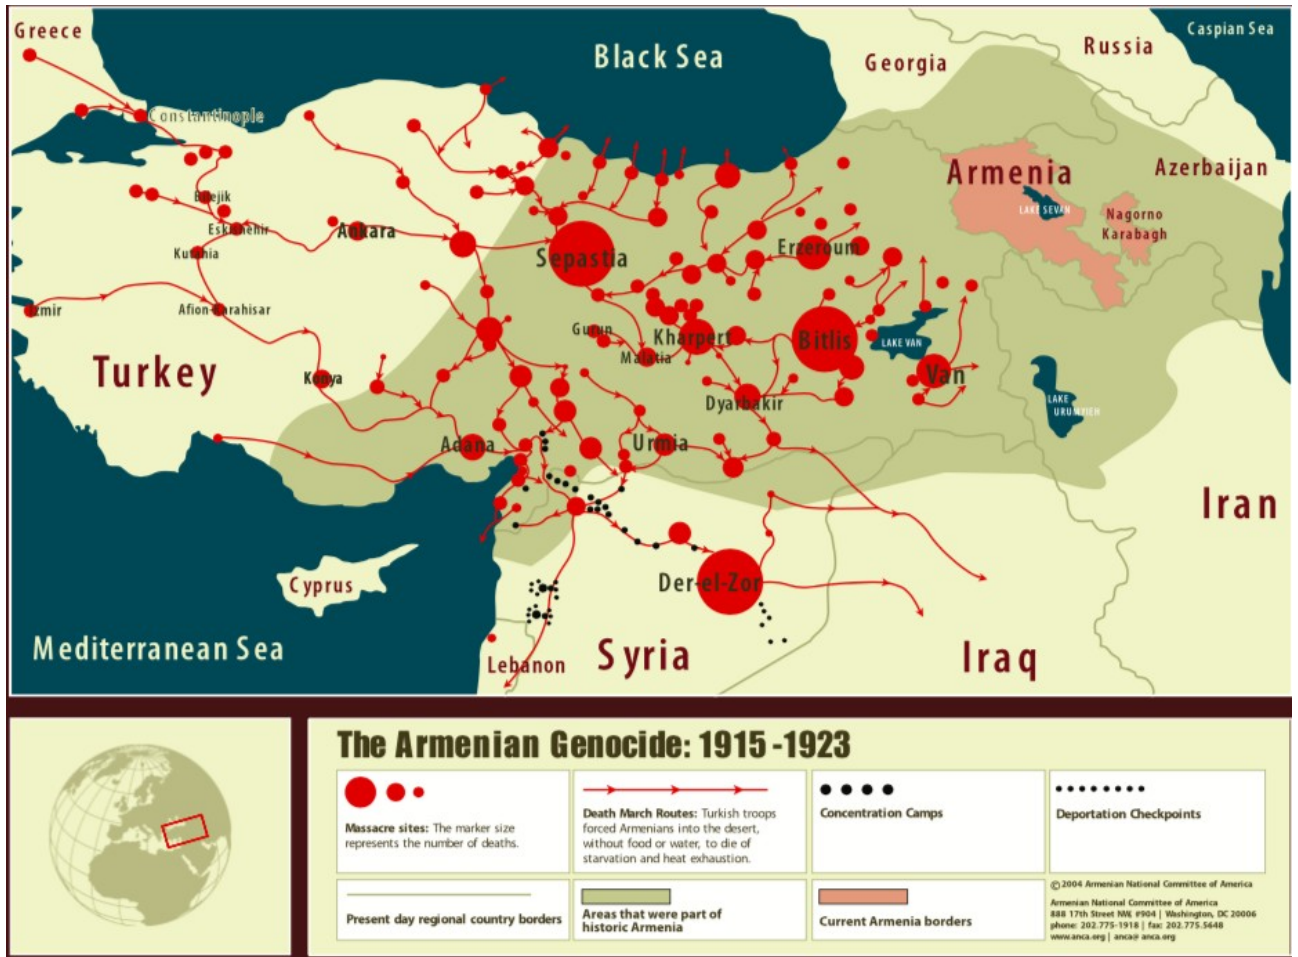 Greece
Black Sea
Georgia
Russia
Caspian Sea
Constantinople
Armenia
Azerbaijan
LAKE SEVAN
Nagorno
Karabagh
Bilejik
Eskishehir
Ankara
Kutahia
Sepastia
Erzeroum
Izmir
Afion-Karahisar
Gurun
Kharpert
Malatia
Bitlis
LAKE VAN
Van
Turkey
Konya
Dyarbakir
LAKE
URUMYIEH
Adana
Urmia
Iran
Der-el-Zor
Cyprus
Mediterranean Sea
Lebanon
Syria
Iraq
The Armenian Genocide: 1915 -1923
Massacre sites: The marker size
represents the number of deaths.
Death March Routes: Turkish troops
forced Armenians into the desert,
without food or water, to die of
starvation and heat exhaustion.
Concentration Camps
Deportation Checkpoints
Present day regional country borders
Areas that were part of
historic Armenia
Current Armenia borders
© 2004 Armenian National Committee of America
Armenian National Committee of America
888 17th Street NW, #904 | Washington, DC 20006
phone: 202.775-1918 | fax: 202.775.5648
www.anca.org | anca@anca.org